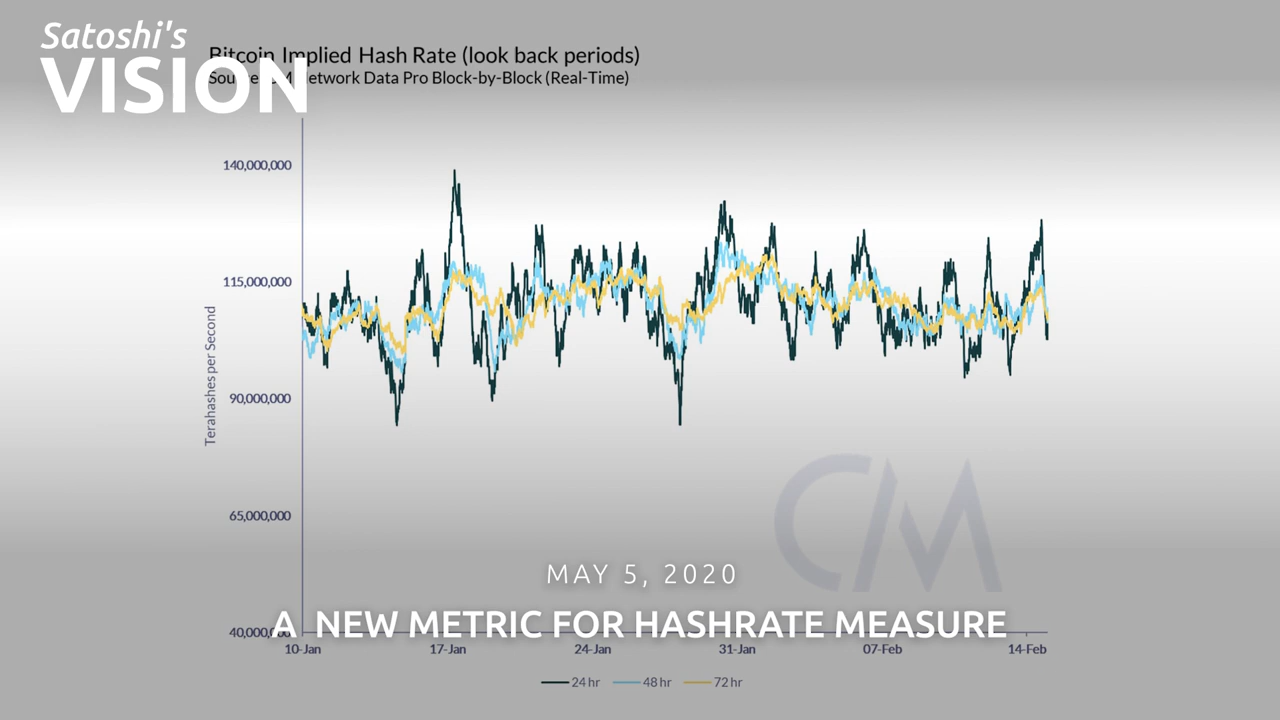 Satoshi's
VISION
Bitcoin Implied Hash Rate (look back periods)
Network Data Pro Block-by-Block (Real-Time)
140,000,000
115,000,000
90,000,000
65,000,000
40,000,000
Terahashes per Second
CM
MAY 5, 2020
A NEW METRIC FOR HASHRATE MEASURE
10-Jan 17-Jan 24-Jan 31-Jan 07-Feb 14-Feb
24 hr 48 hr 72 hr